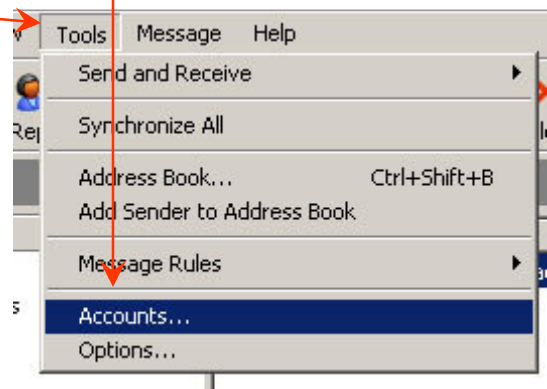 Tools Message Help
Send and Receive
Synchronize All
Address Book... Ctrl+Shift+B
Add Sender to Address Book
Message Rules
Accounts...
Options...